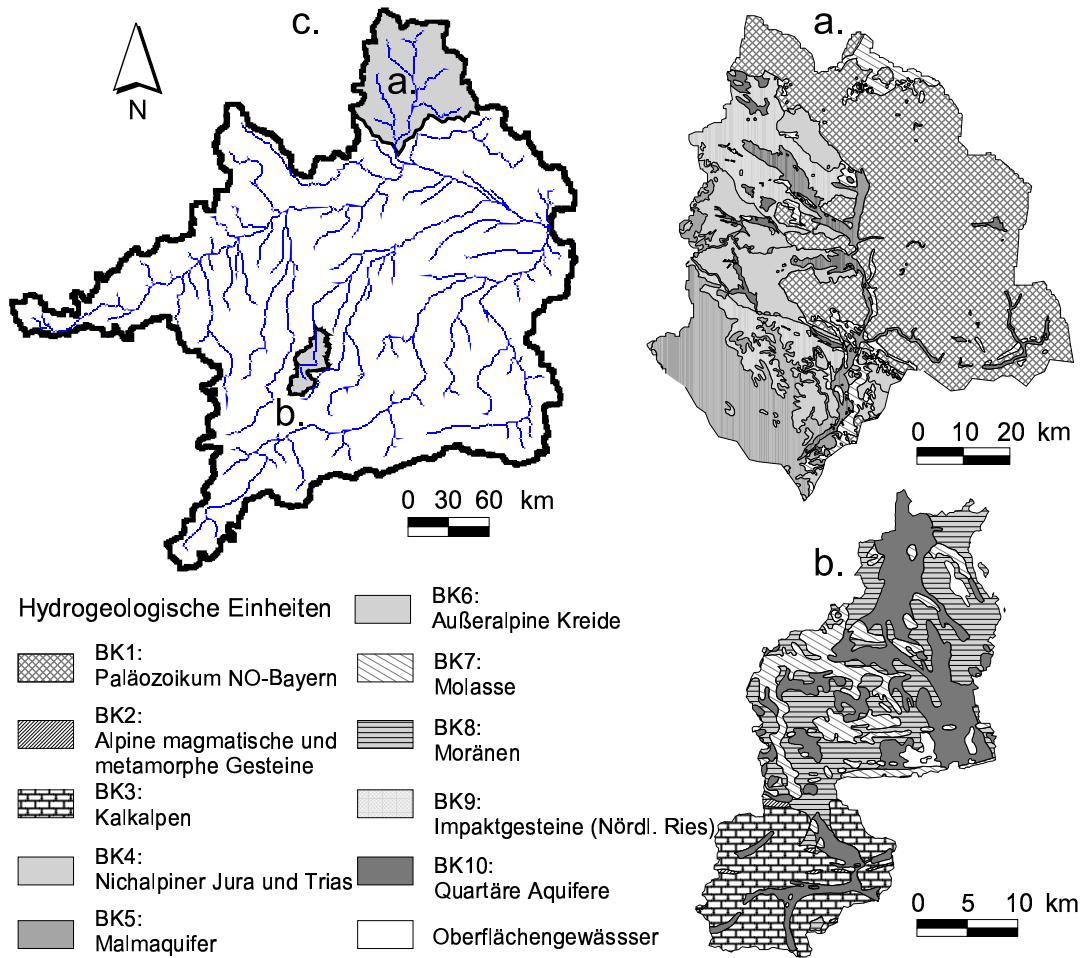 c.
a.
N
a.
b.
0 30 60 km
0 10 20 km
b.
0 5 10 km
Hydrogeologische Einheiten
BK1:
Paläozoikum NO-Bayern
BK2:
Alpine magmatische und
metamorphe Gesteine
BK3:
Kalkalpen
BK4:
Nichalpiner Jura und Trias
BK5:
Malmaquifer
BK6:
Außeralpine Kreide
BK7:
Molasse
BK8:
Moränen
BK9:
Impaktgesteine (Nördl. Ries)
BK10:
Quartäre Aquifere
Oberflächengewässser